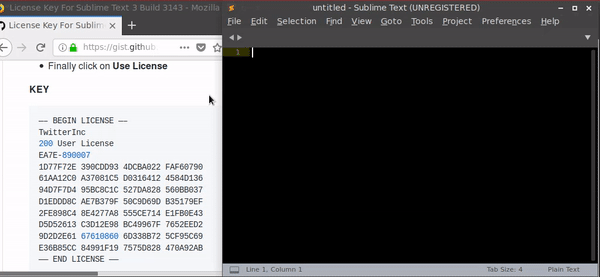 License Key For Sublime Text 3 Build 3143 - Mozilla
License Key For Sublim
https://gist.github
Finally click on Use License
KEY
—– BEGIN LICENSE —–
TwitterInc
200 User License
EA7E-890007
1D77F72E 390CDD93 4DCBA022 FAF60790
61AA12C0 A37081C5 D0316412 4584D136
94D7F7D4 95BC8C1C 527DA828 560BB037
D1EDDD8C AE7B379F 50C9D69D B35179EF
2FE898C4 8E4277A8 555CE714 E1FB0E43
D5D52613 C3D12E98 BC49967F 7652EED2
9D2D2E61 67610860 6D338B72 5CF95C69
E36B85CC 84991F19 7575D828 470A92AB
—– END LICENSE —–
untitled - Sublime Text (UNREGISTERED)
File Edit Selection Find View Goto Tools Project Preferences Help
1
Line 1, Column 1
Tab Size: 4
Plain Text